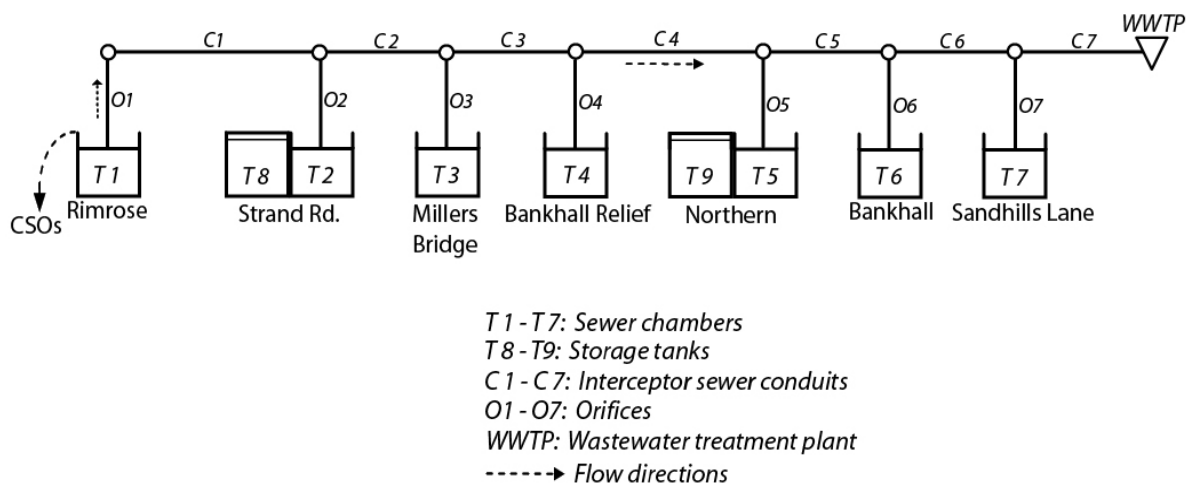 WWTP
C1 C2 C3 C4 C5 C6 C7
O1 O2 O3 O4 O5 O6 O7
T1 T8 T2 T3 T4 T9 T5 T6 T7
CSOs
Rimrose
Strand Rd.
Millers
Bridge
Bankhall Relief
Northern
Bankhall
Sandhills Lane
T1-T7: Sewer chambers
T8-T9: Storage tanks
C1-C7: Interceptor sewer conduits
O1-O7: Orifices
WWTP: Wastewater treatment plant
Flow directions